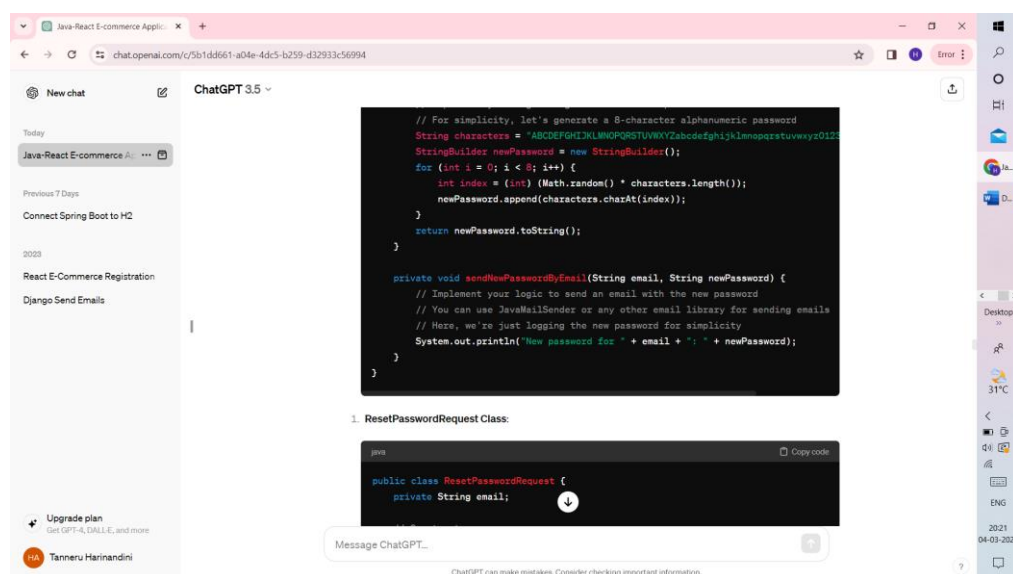 Java-React E-commerce Applic
chat.openai.com/c/5b1dd661-a04e-4dc5-b259-d32933c56994
H
Error
New chat
ChatGPT 3.5
Today
Java-React E-commerce A
Previous 7 Days
Connect Spring Boot to H2
2023
React E-Commerce Registration
Django Send Emails
Upgrade plan
Get GPT-4, DALL-E, and more
HA
Tanneru Harinandini
// For simplicity, let's generate a 8-character alphanumeric password
String characters = "ABCDEFGHIJKLMNOPQRSTUVWXYZabcdefghijklmnopqrstuvwxyz0123
StringBuilder newPassword = new StringBuilder();
for (int i = 0; i < 8; i++) {
int index = (int) (Math.random() * characters.length());
newPassword.append(characters.charAt(index));
}
return newPassword.toString();
}
private void sendNewPasswordByEmail(String email, String newPassword) {
// Implement your logic to send an email with the new password
// You can use JavaMailSender or any other email library for sending emails
// Here, we're just logging the new password for simplicity
System.out.println("New password for " + email + ": " + newPassword);
}
}
1. ResetPasswordRequest Class:
java
Copy code
public class ResetPasswordRequest {
private String email;
Message ChatGPT...
ChatGPT can make mistakes. Consider checking important information.
?
Ja...
D...
Desktop
31°C
ENG
20:21
04-03-202